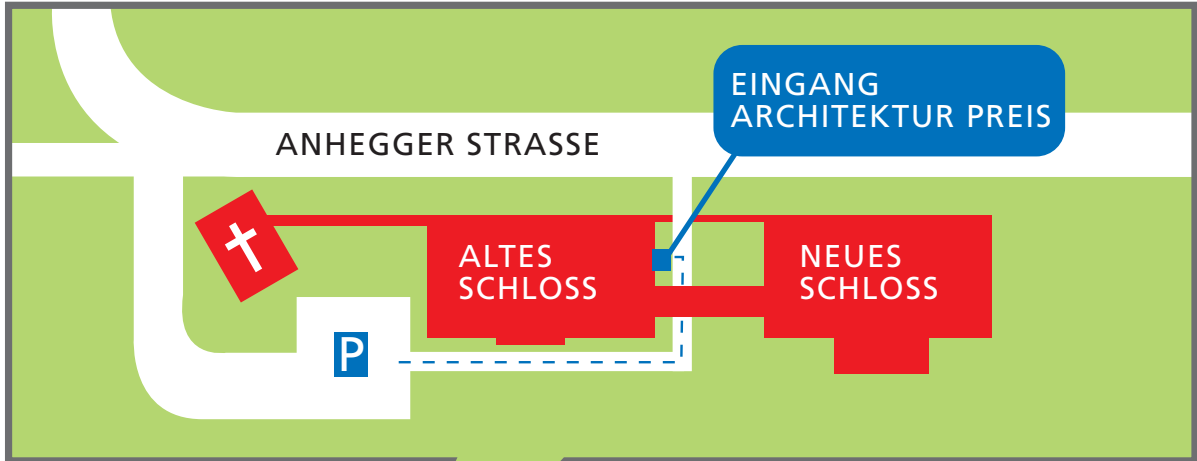 EINGANG
ARCHITEKTUR PREIS
ANHEGGER STRASSE
ALTES
SCHLOSS
NEUES
SCHLOSS
P